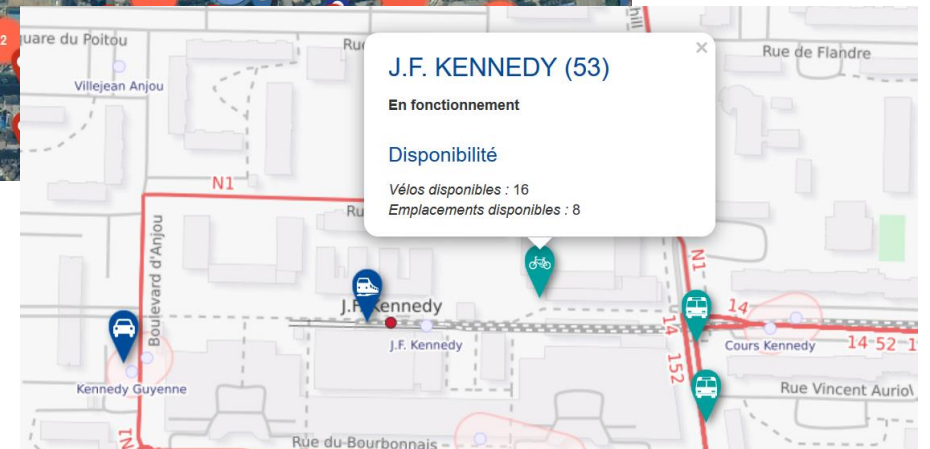 2
uare du Poitou
Villejean Anjou
Rue de Flandre
J.F. KENNEDY (53)
×
En fonctionnement
Disponibilité
Vélos disponibles : 16
Emplacements disponibles : 8
N1
Ru
Boulevard d'Anjou
N1
J.F. Kennedy
J.F. Kennedy
14
14
152
Cours Kennedy
14-52-1
Kennedy Guyenne
Rue Vincent Auriol
N1
Rue du Bourbonnais